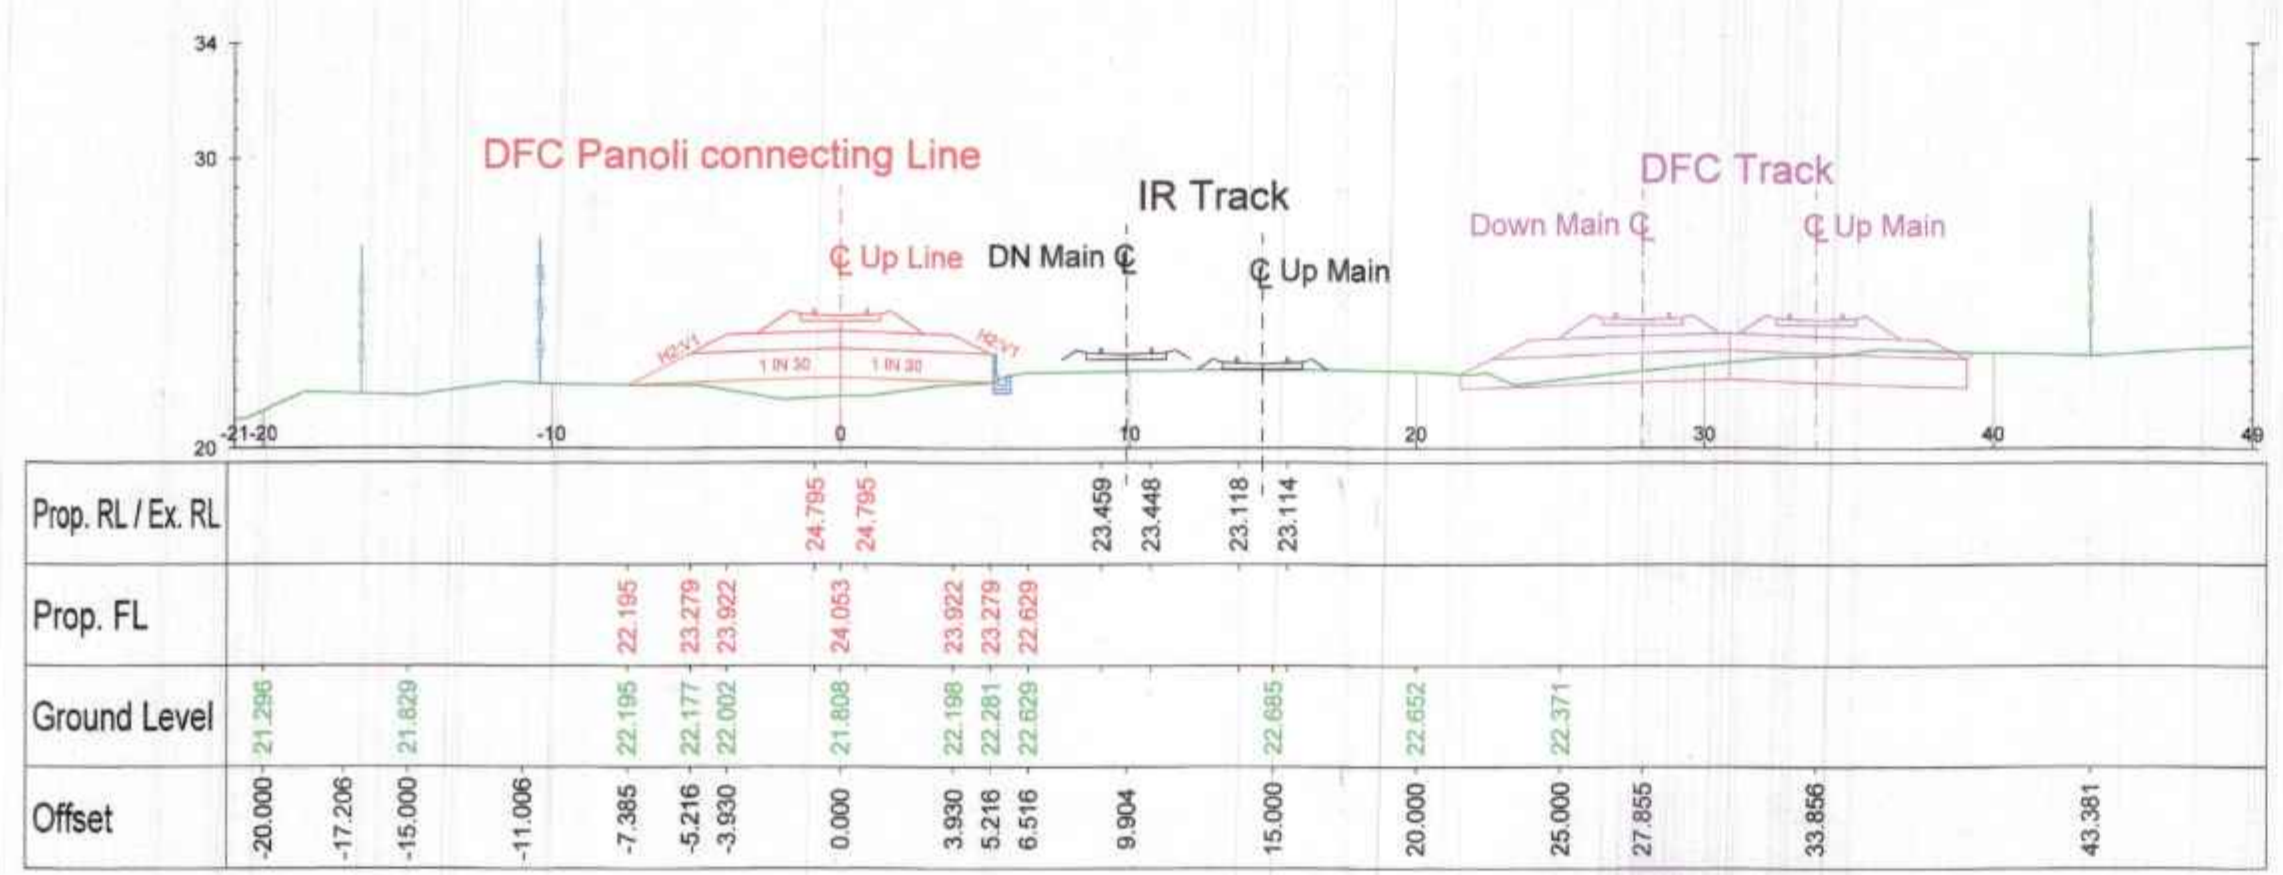 34
30
20
DFC Panoli connecting Line
IR Track
DFC Track
℄ Up Line
DN Main ℄
℄ Up Main
Down Main ℄
℄ Up Main
H2:V1
H2:V1
1 IN 30
1 IN 30
-21 -20 -10 0 10 20 30 40 49
Prop. RL / Ex. RL 24.795 24.795 23.459 23.448 23.118 23.114
Prop. FL 22.195 23.279 23.922 24.053 23.922 23.279 22.629
Ground Level 21.296 21.829 22.195 22.177 22.002 21.808 22.198 22.281 22.629 22.685 22.652 22.371
Offset -20.000 -17.206 -15.000 -11.006 -7.385 -5.216 -3.930 0.000 3.930 5.216 6.516 9.904 15.000 20.000 25.000 27.855 33.856 43.381